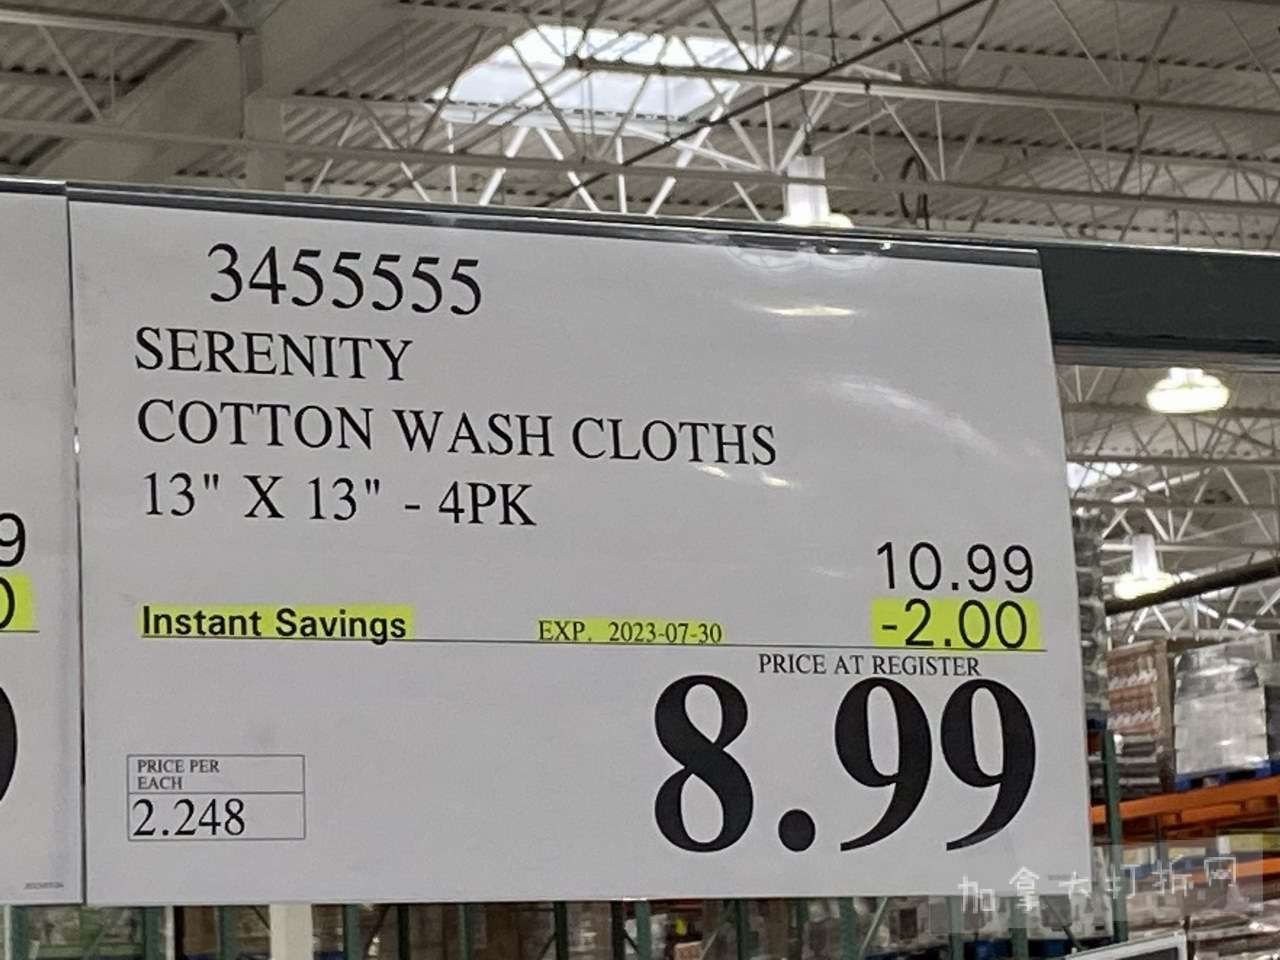 3455555
SERENITY
COTTON WASH CLOTHS
13" X 13" - 4PK
10.99
Instant Savings EXP. 2023-07-30 -2.00
PRICE AT REGISTER
8.99
PRICE PER
EACH
2.248
9
加拿大打折网